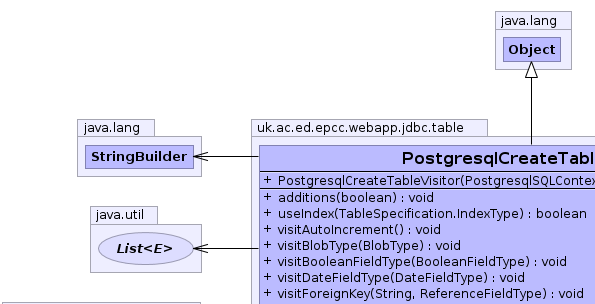 java.lang
Object
java.lang
StringBuilder
uk.ac.ed.epcc.webapp.jdbc.table
PostgresqlCreateTabl
+ PostgresqlCreateTableVisitor(PostgresqlSQLContex
+ additions(boolean) : void
+ useIndex(TableSpecification.IndexType) : boolean
+ visitAutoIncrement() : void
+ visitBlobType(BlobType) : void
+ visitBooleanFieldType(BooleanFieldType) : void
+ visitDateFieldType(DateFieldType) : void
+ visitForeignKey(String, ReferenceFieldType) : void
java.util
List<E>